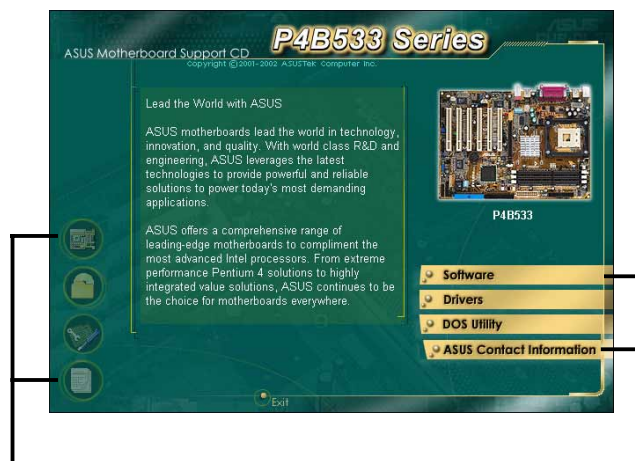 ASUS Motherboard Support CD
P4B533 Series
Copyright ©2001-2002 ASUSTek Computer Inc.
Lead the World with ASUS
ASUS motherboards lead the world in technology,
innovation, and quality. With world class R&D and
engineering, ASUS leverages the latest
technologies to provide powerful and reliable
solutions to power today's most demanding
applications.
ASUS offers a comprehensive range of
leading-edge motherboards to compliment the
most advanced Intel processors. From extreme
performance Pentium 4 solutions to highly
integrated value solutions, ASUS continues to be
the choice for motherboards everywhere.
P4B533
Software
Drivers
DOS Utility
ASUS Contact Information
Exit